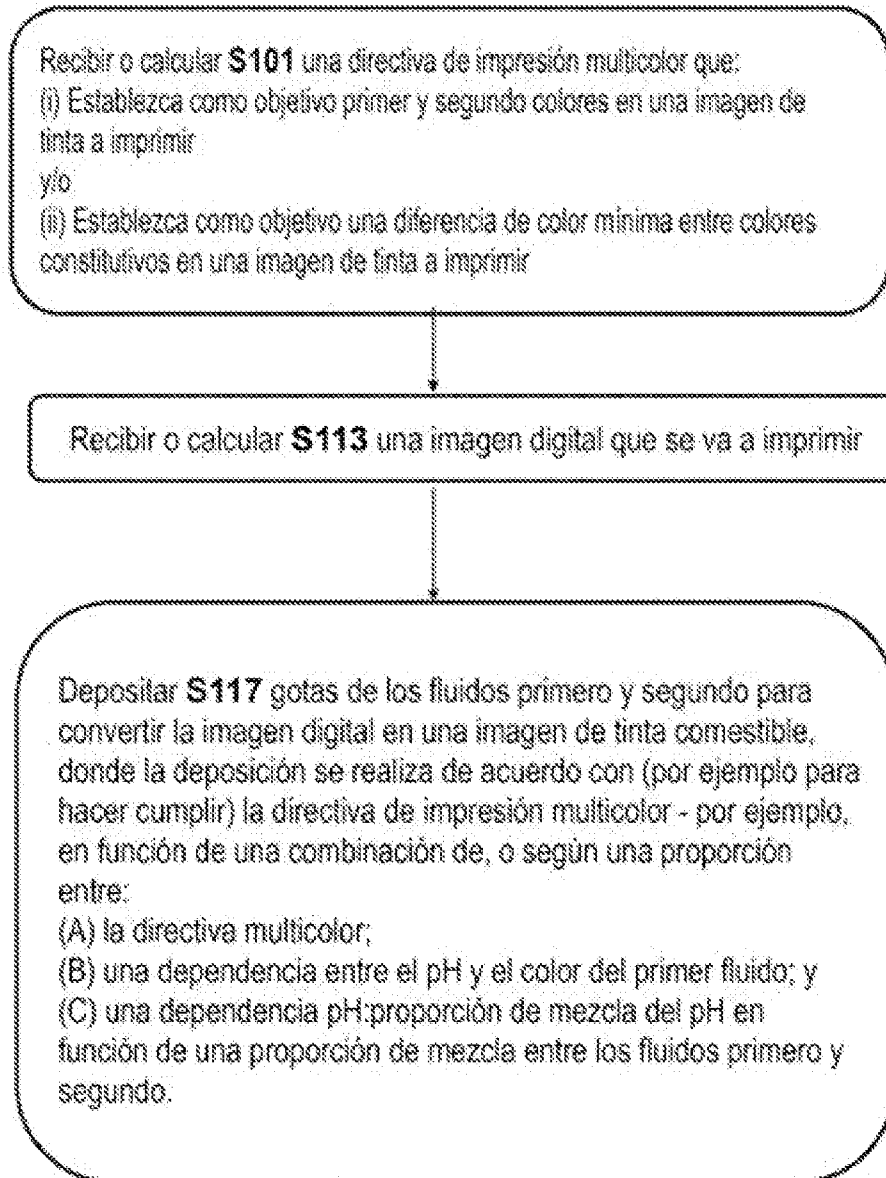 Recibir o calcular S101 una directiva de impresión multicolor que:
(i) Establezca como objetivo primer y segundo colores en una imagen de
tinta a imprimir
y/o
(ii) Establezca como objetivo una diferencia de color mínima entre colores
constitutivos en una imagen de tinta a imprimir
Recibir o calcular S113 una imagen digital que se va a imprimir
Depositar S117 gotas de los fluidos primero y segundo para
convertir la imagen digital en una imagen de tinta comestible,
donde la deposición se realiza de acuerdo con (por ejemplo para
hacer cumplir) la directiva de impresión multicolor - por ejemplo,
en función de una combinación de, o según una proporción
entre:
(A) la directiva multicolor;
(B) una dependencia entre el pH y el color del primer fluido; y
(C) una dependencia pH:proporción de mezcla del pH en
función de una proporción de mezcla entre los fluidos primero y
segundo.